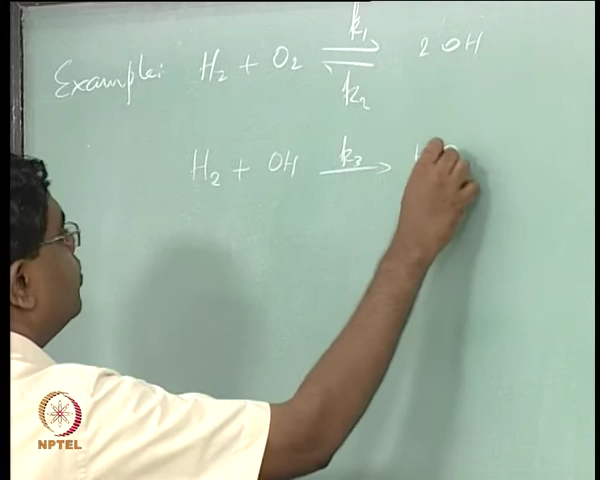 Example: H₂ + O₂ ⇌ 2 OH
k₁
k₂
H₂ + OH → H
k₃
NPTEL